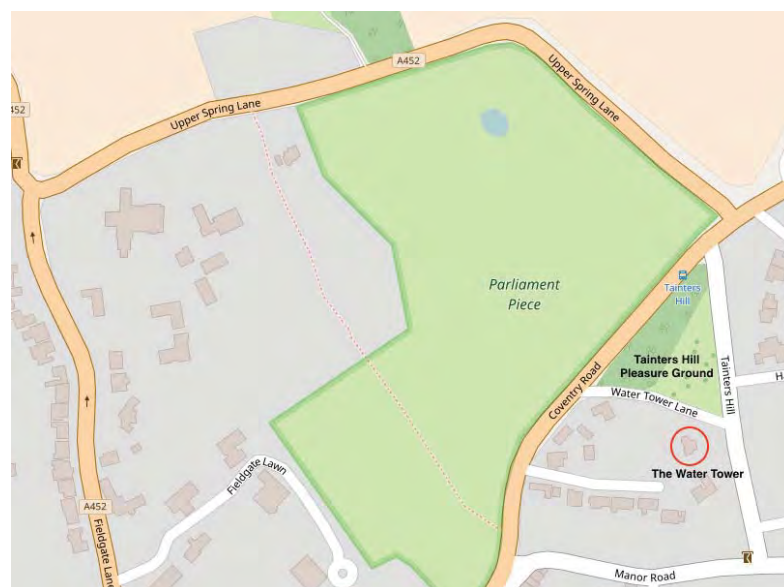 A452
Upper Spring Lane
Upper Spring Lane
452
Parliament
Piece
Tainters
Hill
Tainters Hill
Pleasure Ground
Tainters Hill
Coventry Road
Water Tower Lane
The Water Tower
Fieldgate Lawn
A452
Fieldgate Lane
Manor Road